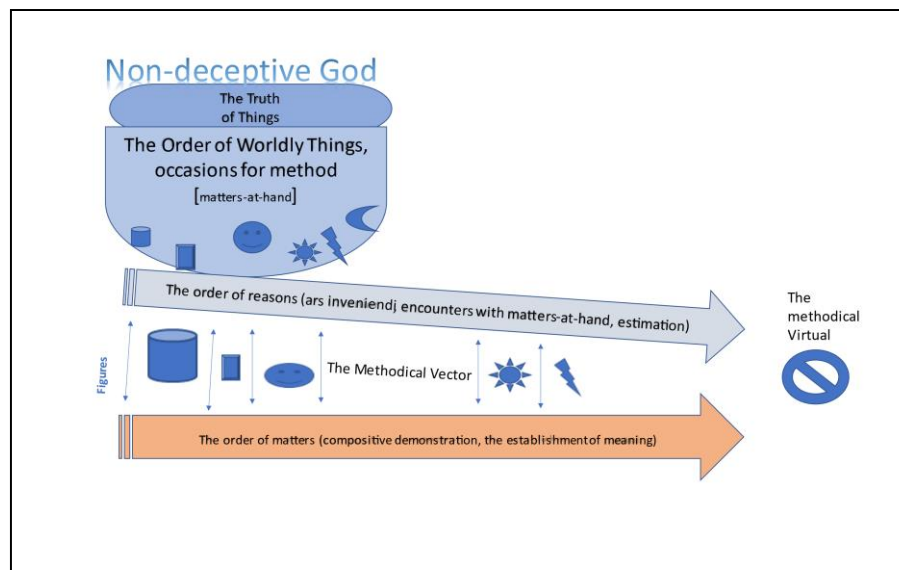 Non-deceptive God
The Truth
of Things
The Order of Worldly Things,
occasions for method
[matters-at-hand]
The order of reasons (ars inveniendi¡ encounters with matters-at-hand, estimation)
The
methodical
Virtual
Figures
The Methodical Vector
The order of matters (compositive demonstration, the establishment of meaning)